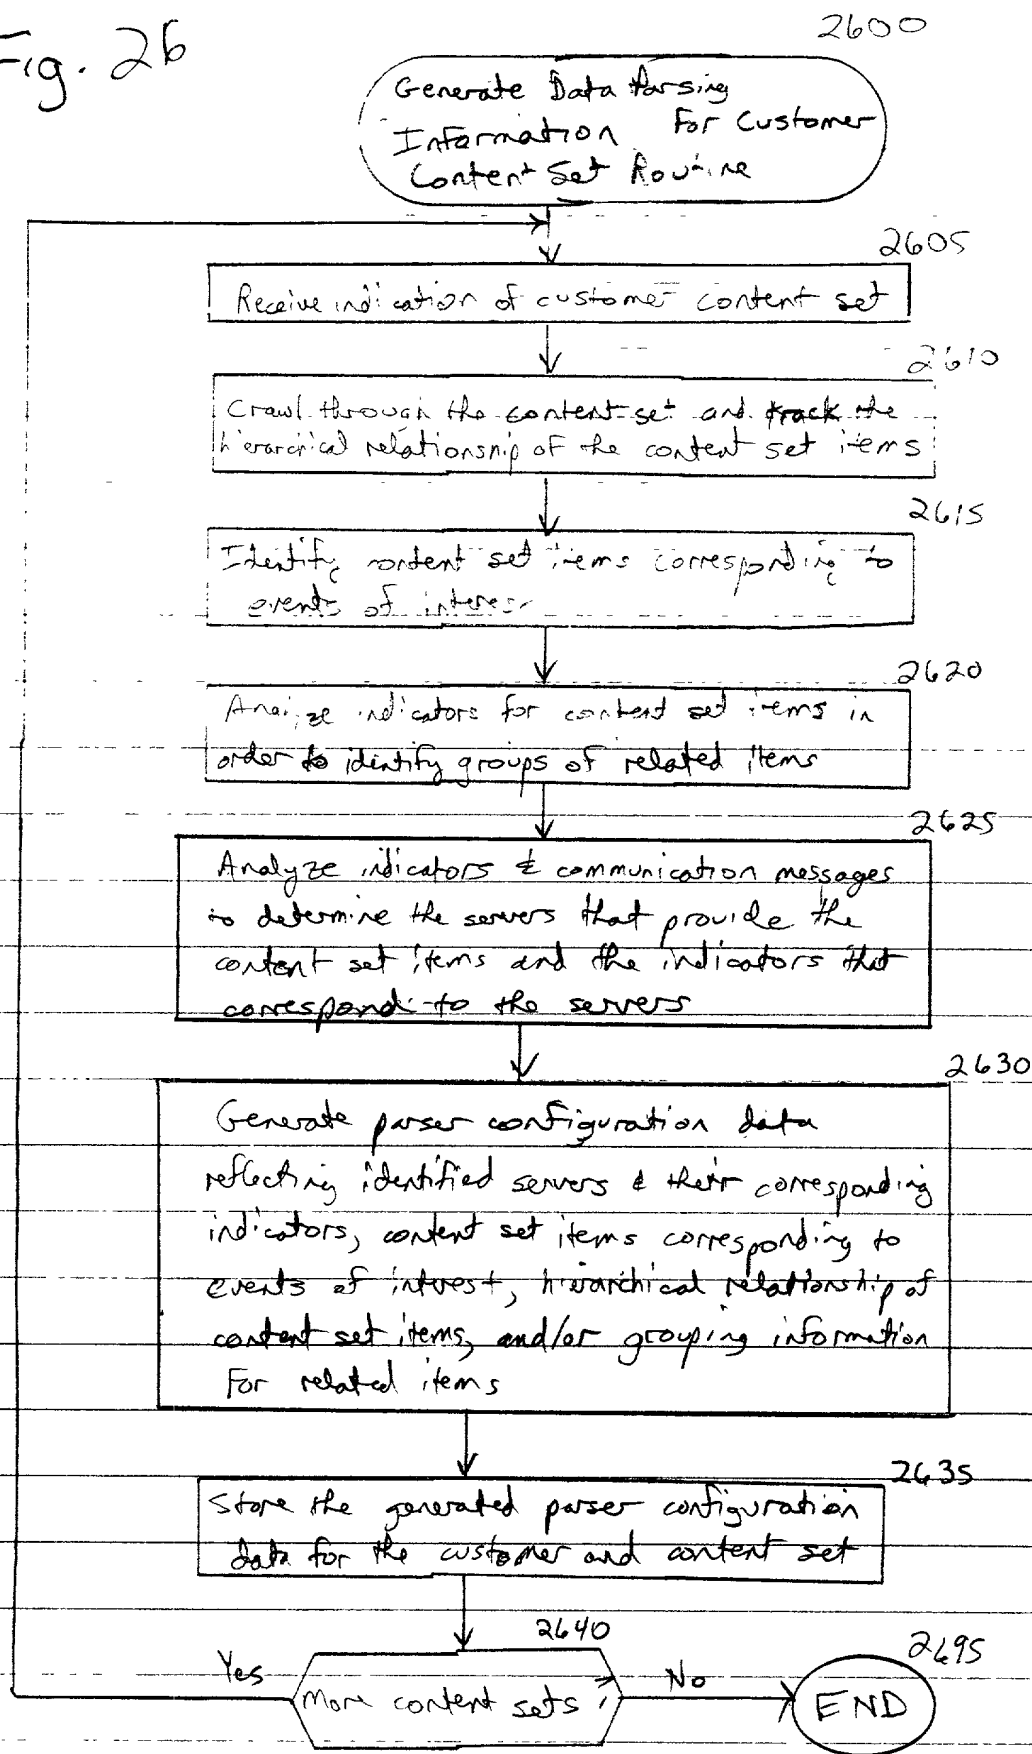 Fig. 26
2600
Generate Data Parsing
Information For Customer
Content Set Routine
2605
Receive indication of customer content set
2610
Crawl through the content set and track the
hierarchical relationship of the content set items
2615
Identify content set items corresponding to
events of interest
2620
Analyze indicators for content set items in
order to identify groups of related items
2625
Analyze indicators & communication messages
to determine the servers that provide the
content set items and the indicators that
correspond to the servers
2630
Generate parser configuration data
reflecting identified servers & their corresponding
indicators, content set items corresponding to
events of interest, hierarchical relationship of
content set items, and/or grouping information
For related items
2635
Store the generated parser configuration
data for the customer and content set
2640
Yes
More content sets ?
No
2695
END